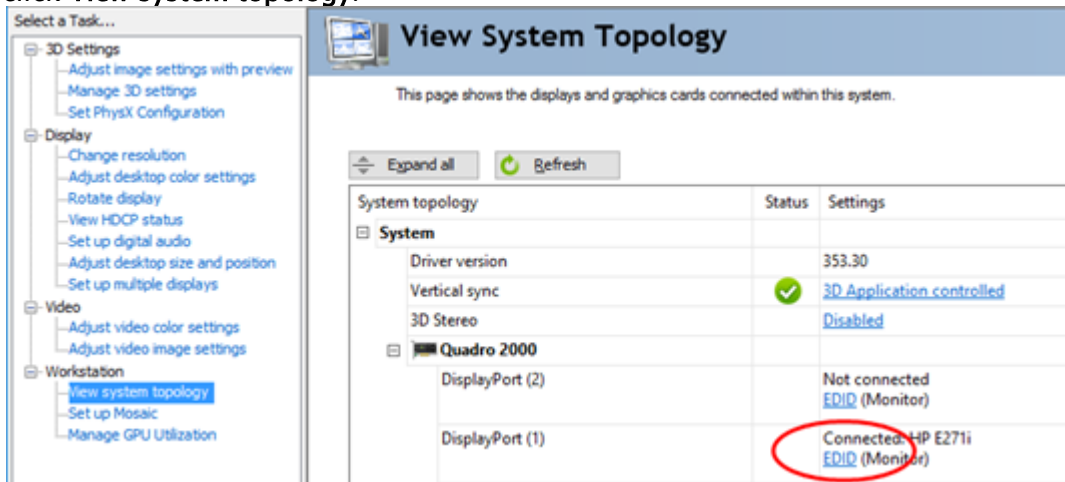 click View system topology.
Select a Task...
3D Settings
Adjust image settings with preview
Manage 3D settings
Set PhysX Configuration
Display
Change resolution
Adjust desktop color settings
Rotate display
View HDCP status
Set up digital audio
Adjust desktop size and position
Set up multiple displays
Video
Adjust video color settings
Adjust video image settings
Workstation
View system topology
Set up Mosaic
Manage GPU Utilization
View System Topology
This page shows the displays and graphics cards connected within this system.
Expand all Refresh
System topology Status Settings
System
Driver version 353.30
Vertical sync 3D Application controlled
3D Stereo Disabled
Quadro 2000
DisplayPort (2) Not connected
EDID (Monitor)
DisplayPort (1) Connected: HP E271i
EDID (Monitor)